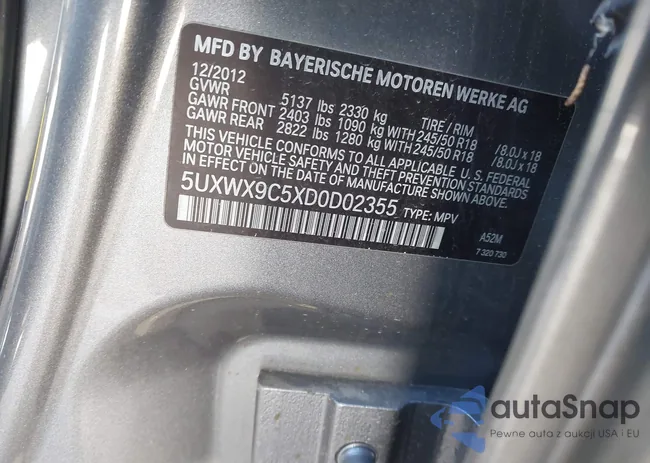 MFD BY BAYERISCHE MOTOREN WERKE AG
12/2012
GVWR 5137 lbs 2330 kg TIRE / RIM
GAWR FRONT 2403 lbs 1090 kg WITH 245/50 R18 /8.0J x 18
GAWR REAR 2822 lbs 1280 kg WITH 245/50 R18 /8.0J x 18
THIS VEHICLE CONFORMS TO ALL APPLICABLE U.S. FEDERAL
MOTOR VEHICLE SAFETY AND THEFT PREVENTION STANDARDS
IN EFFECT ON THE DATE OF MANUFACTURE SHOWN ABOVE.
5UXWX9C5XD0D02355 TYPE: MPV
A52M
7 320 730
autaSnap
Pewne auta z aukcji USA i EU